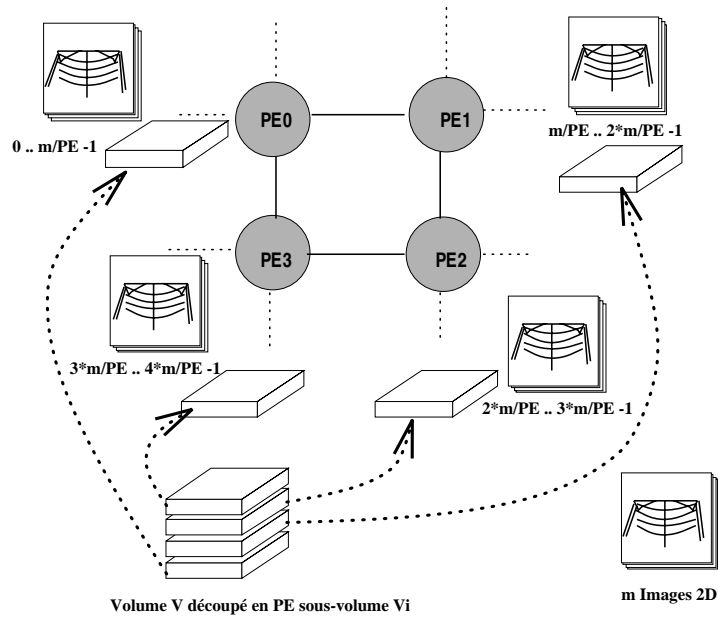 PE0
PE1
0 .. m/PE -1
m/PE .. 2*m/PE -1
PE3
PE2
3*m/PE .. 4*m/PE -1
2*m/PE .. 3*m/PE -1
m Images 2D
Volume V découpé en PE sous-volume Vi